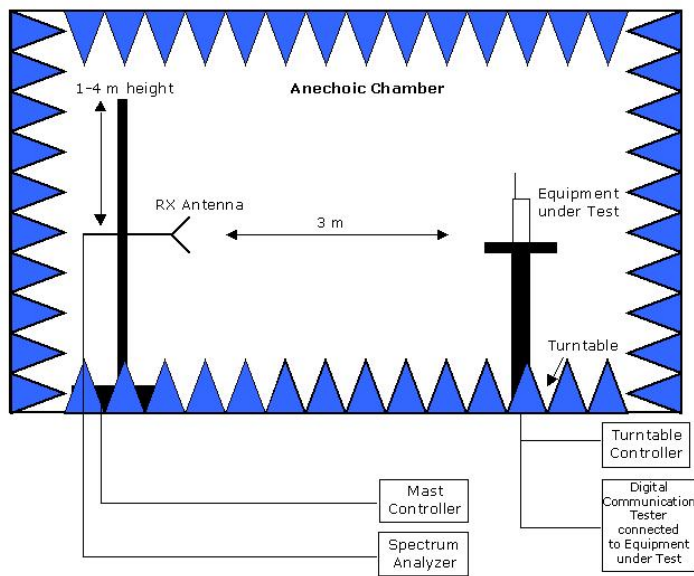 1-4 m height
Anechoic Chamber
RX Antenna
3 m
Equipment
under Test
Turntable
Turntable
Controller
Mast
Controller
Spectrum
Analyzer
Digital
Communication
Tester
connected
to Equipment
under Test